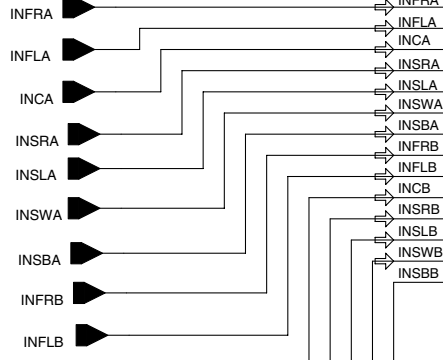 INFRA
INFLA
INCA
INSRA
INSLA
INSWA
INSBA
INFRB
INFLB
INFRA
INFLA
INCA
INSRA
INSLA
INSWA
INSBA
INFRB
INFLB
INCB
INSRB
INSLB
INSWB
INSBB